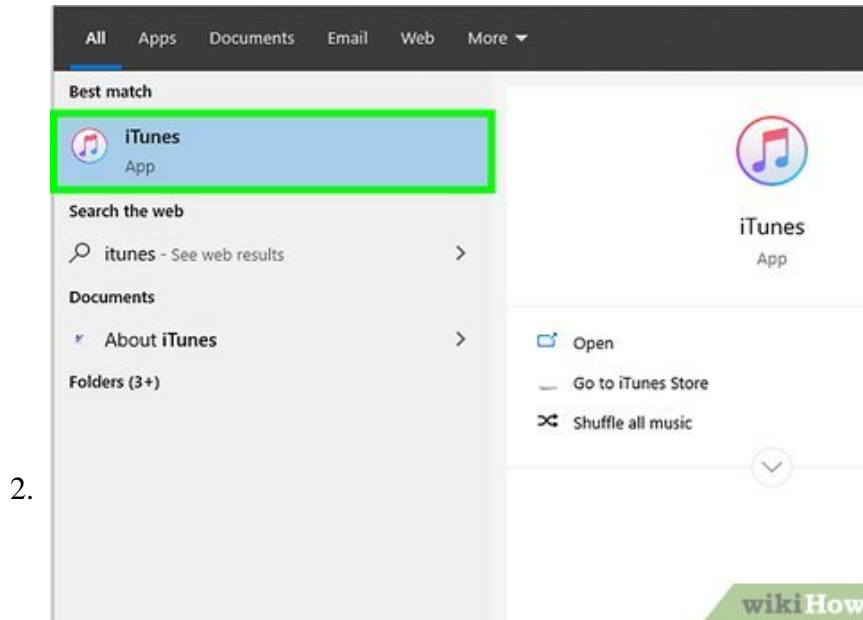 All Apps Documents Email Web More
Best match
iTunes
App
Search the web
itunes - See web results
Documents
About iTunes
Folders (3+)
iTunes
App
Open
Go to iTunes Store
Shuffle all music
2.
wikiHow